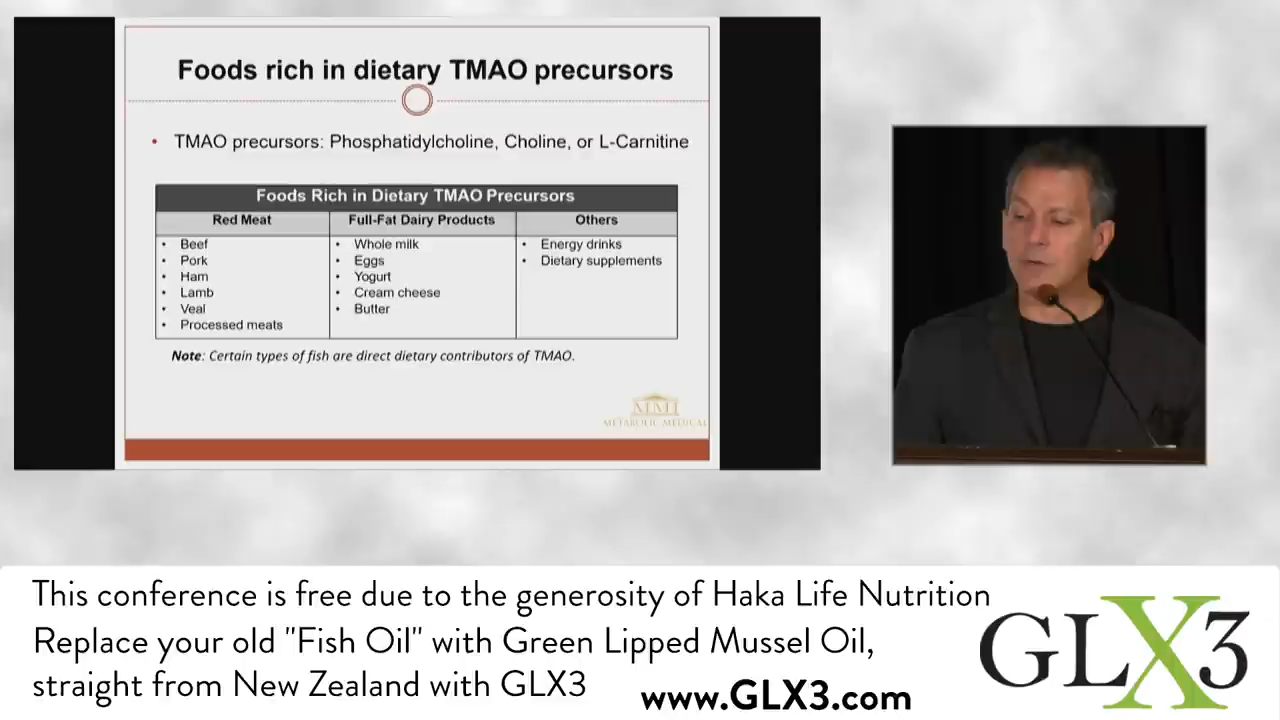 Foods rich in dietary TMAO precursors
• TMAO precursors: Phosphatidylcholine, Choline, or L-Carnitine
Foods Rich in Dietary TMAO Precursors
Red Meat Full-Fat Dairy Products Others
• Beef • Whole milk • Energy drinks
• Pork • Eggs • Dietary supplements
• Ham • Yogurt
• Lamb • Cream cheese
• Veal • Butter
• Processed meats
Note: Certain types of fish are direct dietary contributors of TMAO.
MMI
METABOLIC MEDICAL
This conference is free due to the generosity of Haka Life Nutrition
Replace your old "Fish Oil" with Green Lipped Mussel Oil,
straight from New Zealand with GLX3
www.GLX3.com
GLX3